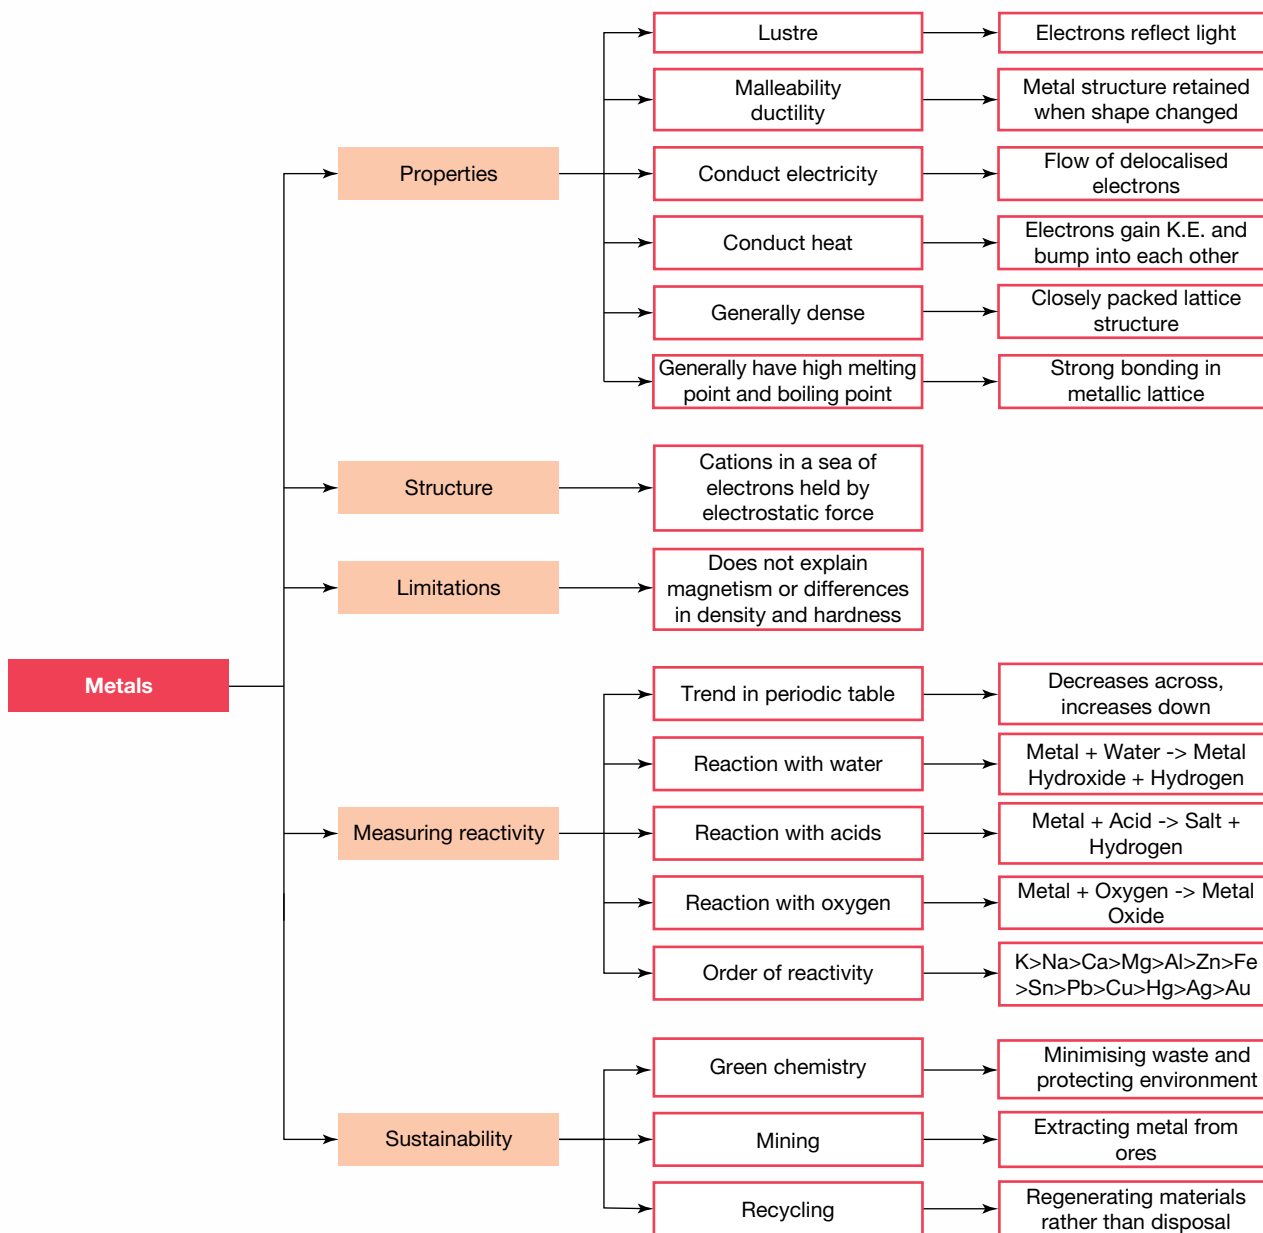 Metals
Properties
Lustre
Electrons reflect light
Malleability
ductility
Metal structure retained
when shape changed
Conduct electricity
Flow of delocalised
electrons
Conduct heat
Electrons gain K.E. and
bump into each other
Generally dense
Closely packed lattice
structure
Generally have high melting
point and boiling point
Strong bonding in
metallic lattice
Structure
Cations in a sea of
electrons held by
electrostatic force
Limitations
Does not explain
magnetism or differences
in density and hardness
Measuring reactivity
Trend in periodic table
Decreases across,
increases down
Reaction with water
Metal + Water -> Metal
Hydroxide + Hydrogen
Reaction with acids
Metal + Acid -> Salt +
Hydrogen
Reaction with oxygen
Metal + Oxygen -> Metal
Oxide
Order of reactivity
K>Na>Ca>Mg>Al>Zn>Fe
>Sn>Pb>Cu>Hg>Ag>Au
Sustainability
Green chemistry
Minimising waste and
protecting environment
Mining
Extracting metal from
ores
Recycling
Regenerating materials
rather than disposal